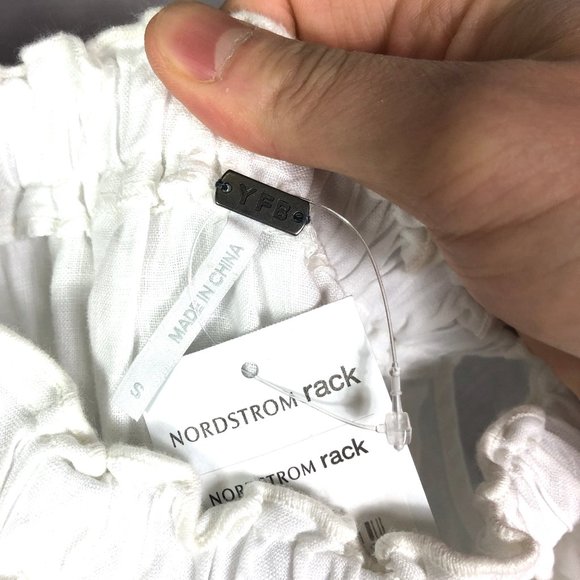 YFB
MADE IN CHINA
S
NORDSTROM rack
NORDSTROM rack